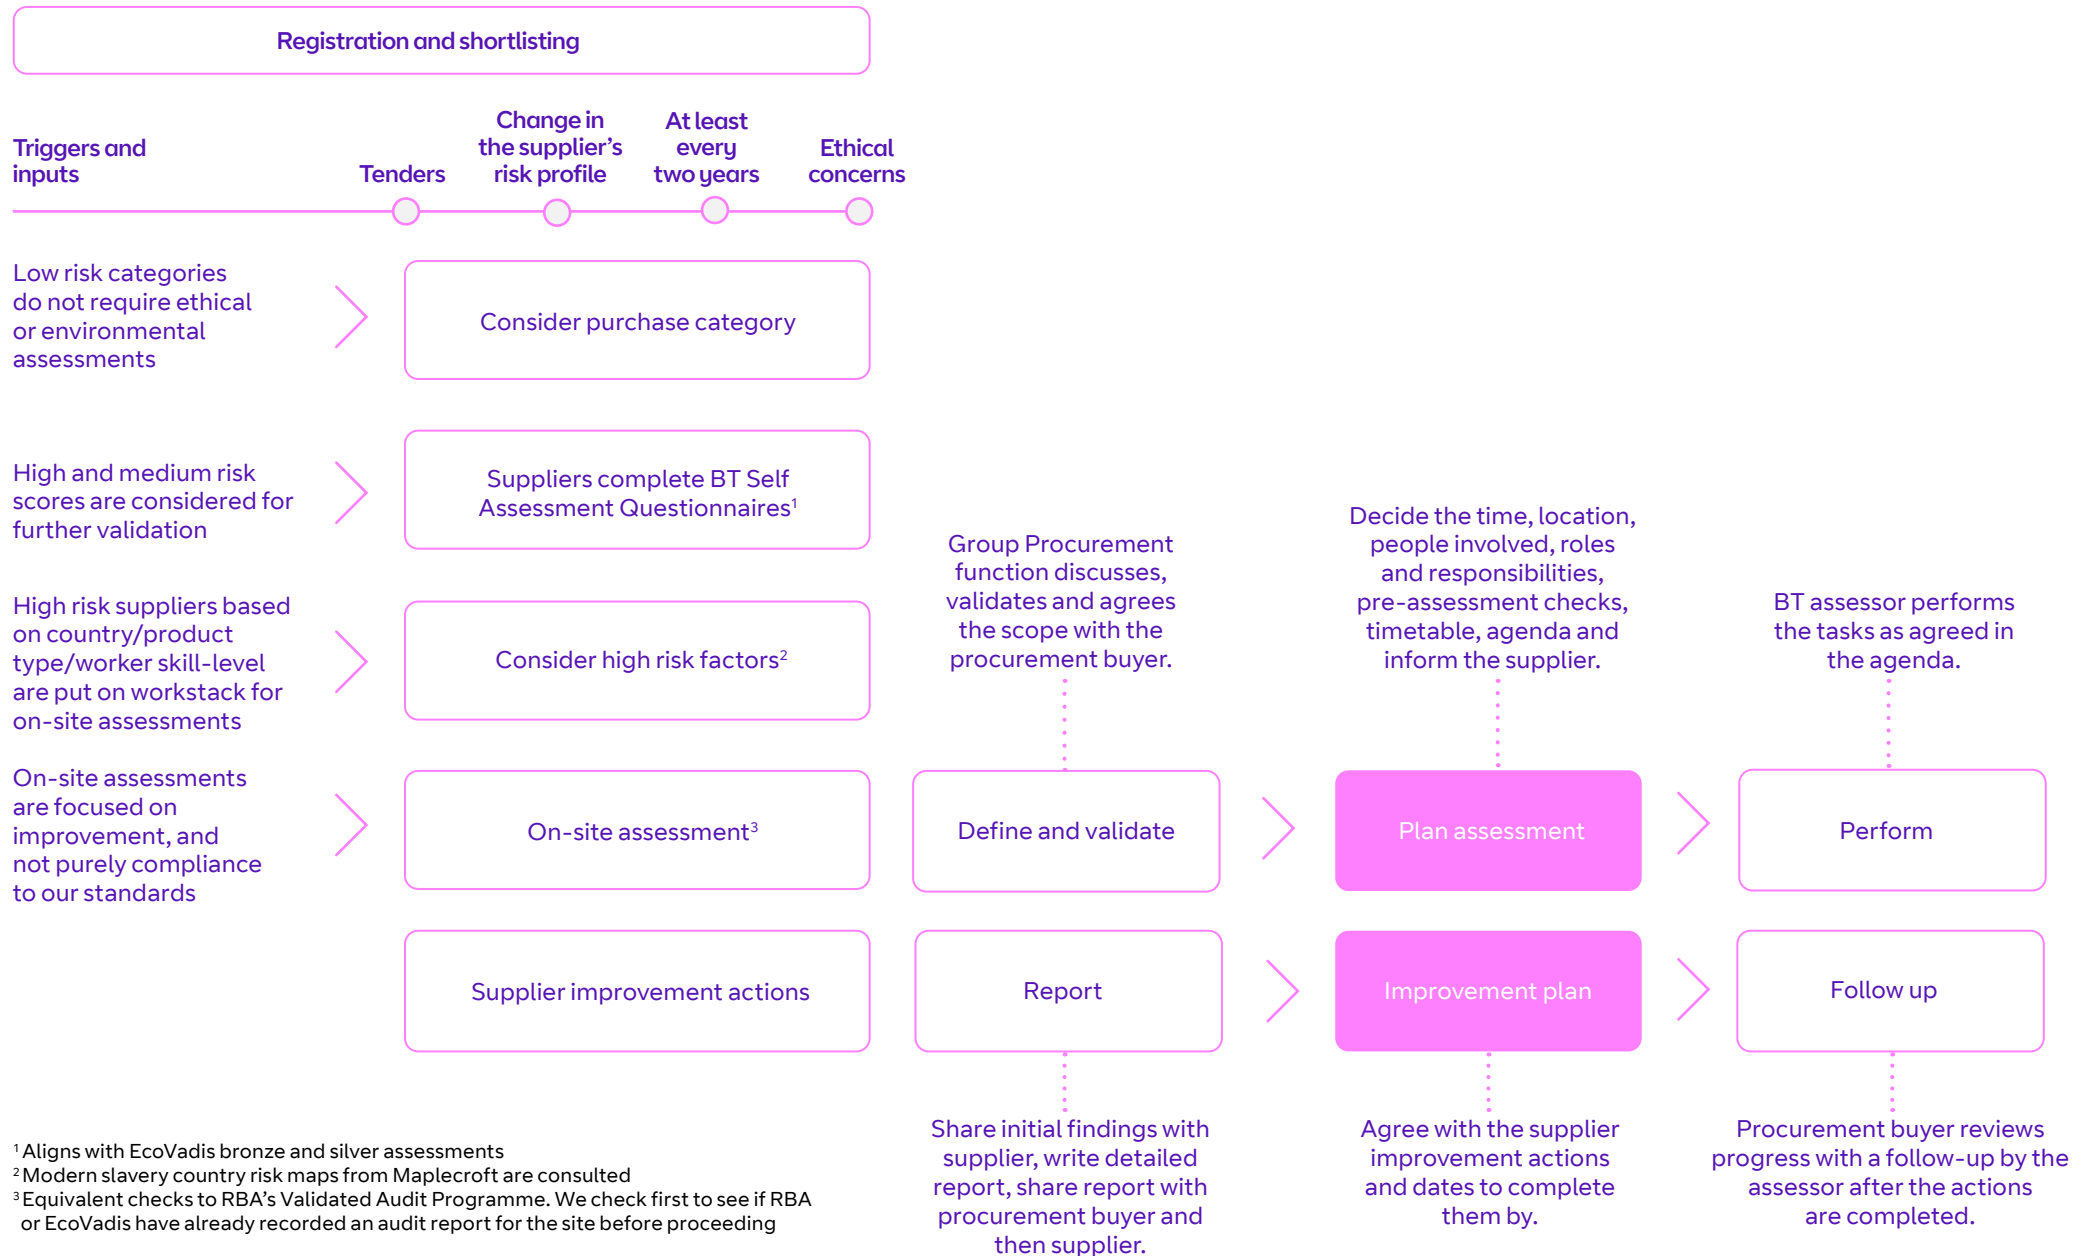 Registration and shortlisting
Triggers and
inputs
Tenders
Change in
the supplier’s
risk profile
At least
every
two years
Ethical
concerns
Low risk categories
do not require ethical
or environmental
assessments
Consider purchase category
High and medium risk
scores are considered for
further validation
Suppliers complete BT Self
Assessment Questionnaires¹
High risk suppliers based
on country/product
type/worker skill-level
are put on workstack for
on-site assessments
Consider high risk factors²
On-site assessments
are focused on
improvement, and
not purely compliance
to our standards
On-site assessment³
Group Procurement
function discusses,
validates and agrees
the scope with the
procurement buyer.
Define and validate
Decide the time, location,
people involved, roles
and responsibilities,
pre-assessment checks,
timetable, agenda and
inform the supplier.
Plan assessment
BT assessor performs
the tasks as agreed in
the agenda.
Perform
Supplier improvement actions
Report
Share initial findings with
supplier, write detailed
report, share report with
procurement buyer and
then supplier.
Improvement plan
Agree with the supplier
improvement actions
and dates to complete
them by.
Follow up
Procurement buyer reviews
progress with a follow-up by the
assessor after the actions
are completed.
¹ Aligns with EcoVadis bronze and silver assessments
² Modern slavery country risk maps from Maplecroft are consulted
³ Equivalent checks to RBA’s Validated Audit Programme. We check first to see if RBA
or EcoVadis have already recorded an audit report for the site before proceeding